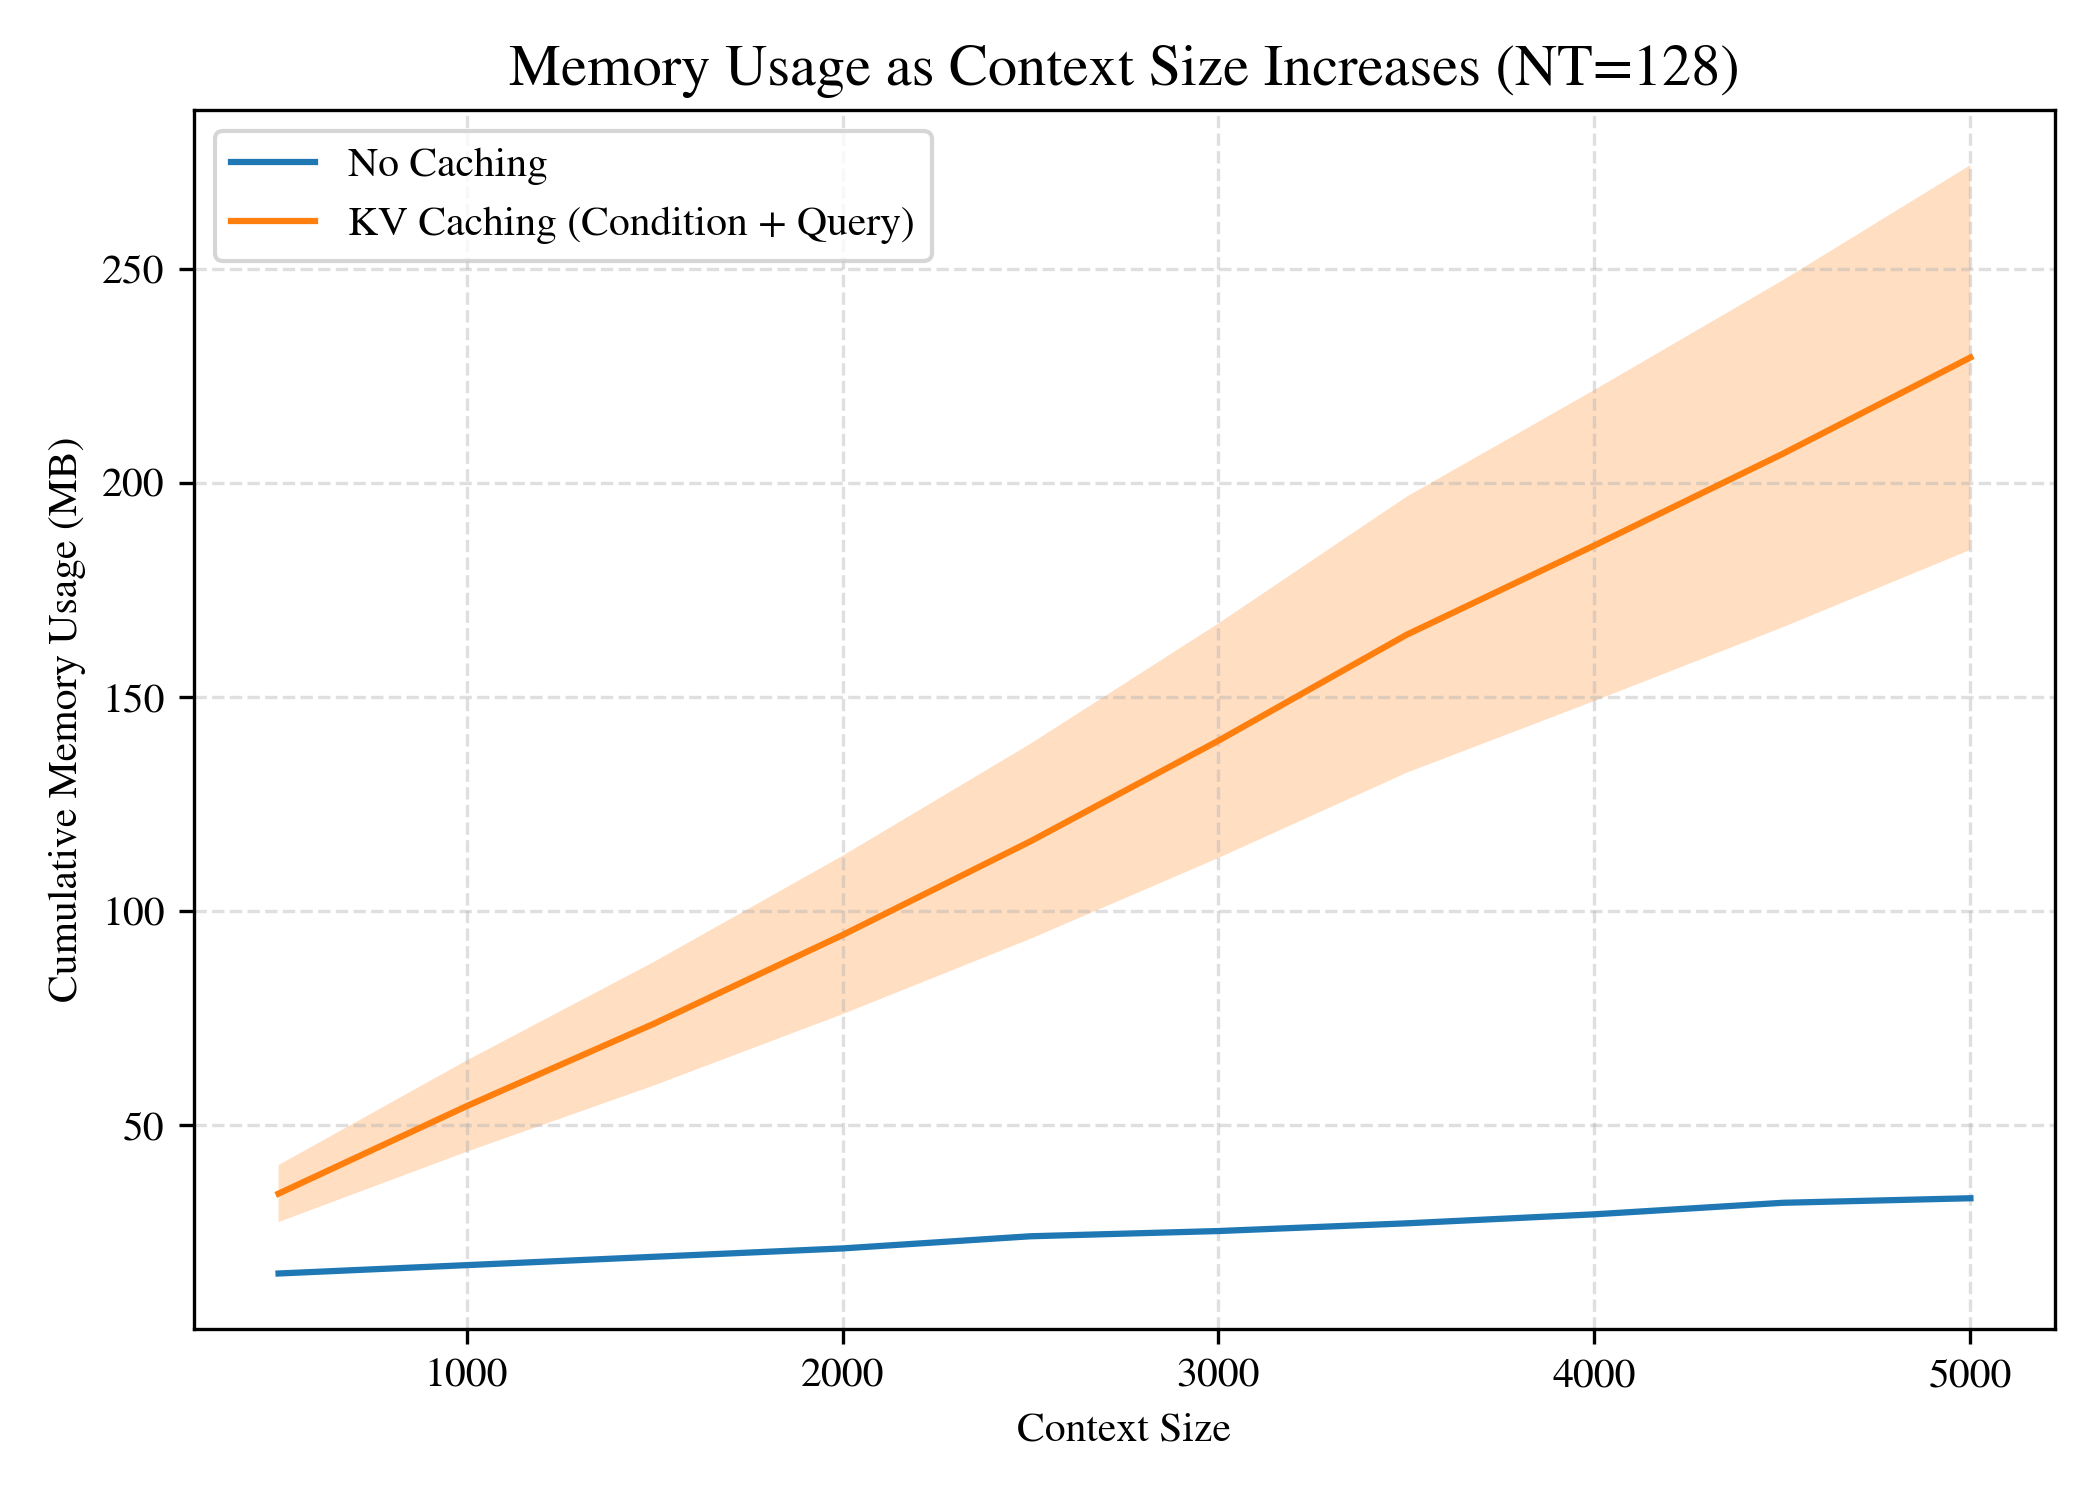 Memory Usage as Context Size Increases (NT=128)
No Caching
KV Caching (Condition + Query)
Cumulative Memory Usage (MB)
250
200
150
100
50
1000 2000 3000 4000 5000
Context Size